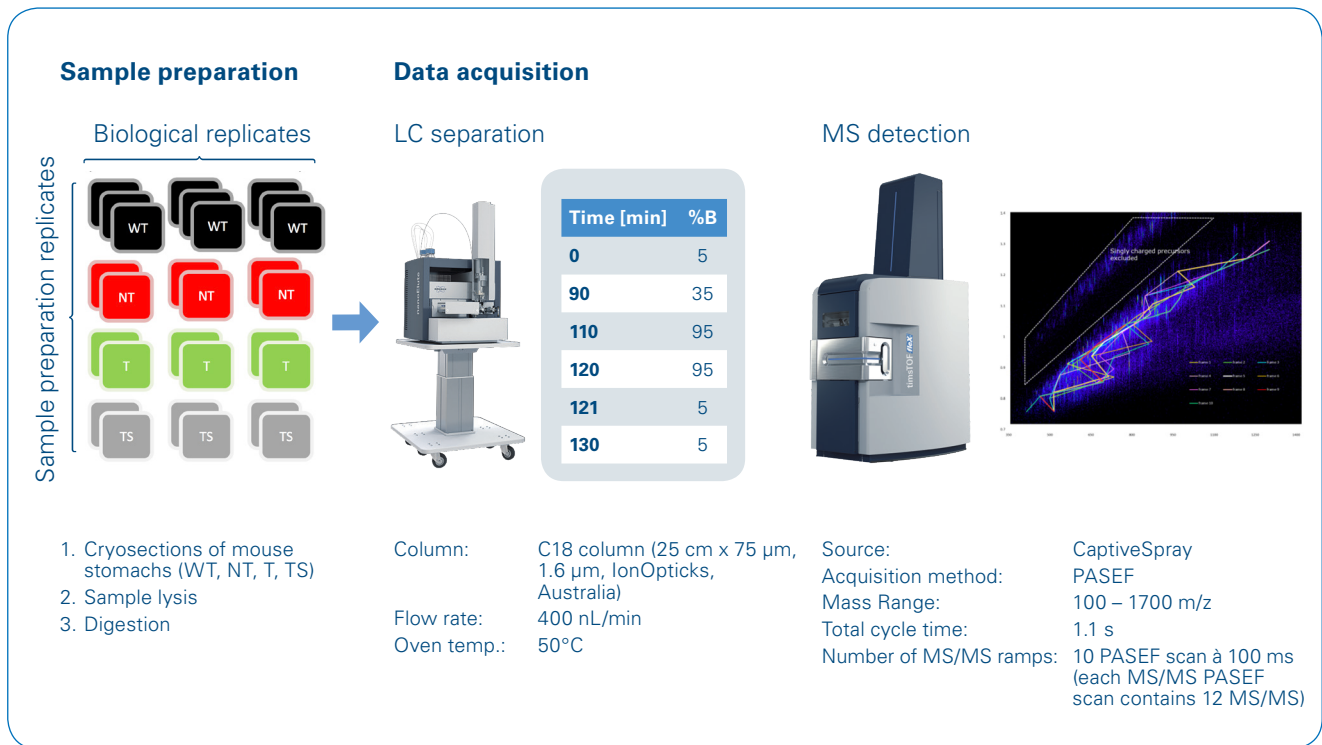 Sample preparation
Data acquisition
Biological replicates
LC separation
MS detection
Sample preparation replicates
WT
WT
WT
NT
NT
NT
T
T
T
TS
TS
TS
Time [min] %B
0 5
90 35
110 95
120 95
121 5
130 5
timsTOF fleX
Singly charged precursors
excluded
1. Cryosections of mouse
stomachs (WT, NT, T, TS)
2. Sample lysis
3. Digestion
Column: C18 column (25 cm x 75 µm,
1.6 µm, IonOpticks,
Australia)
Flow rate: 400 nL/min
Oven temp.: 50°C
Source: CaptiveSpray
Acquisition method: PASEF
Mass Range: 100 – 1700 m/z
Total cycle time: 1.1 s
Number of MS/MS ramps: 10 PASEF scan à 100 ms
(each MS/MS PASEF
scan contains 12 MS/MS)